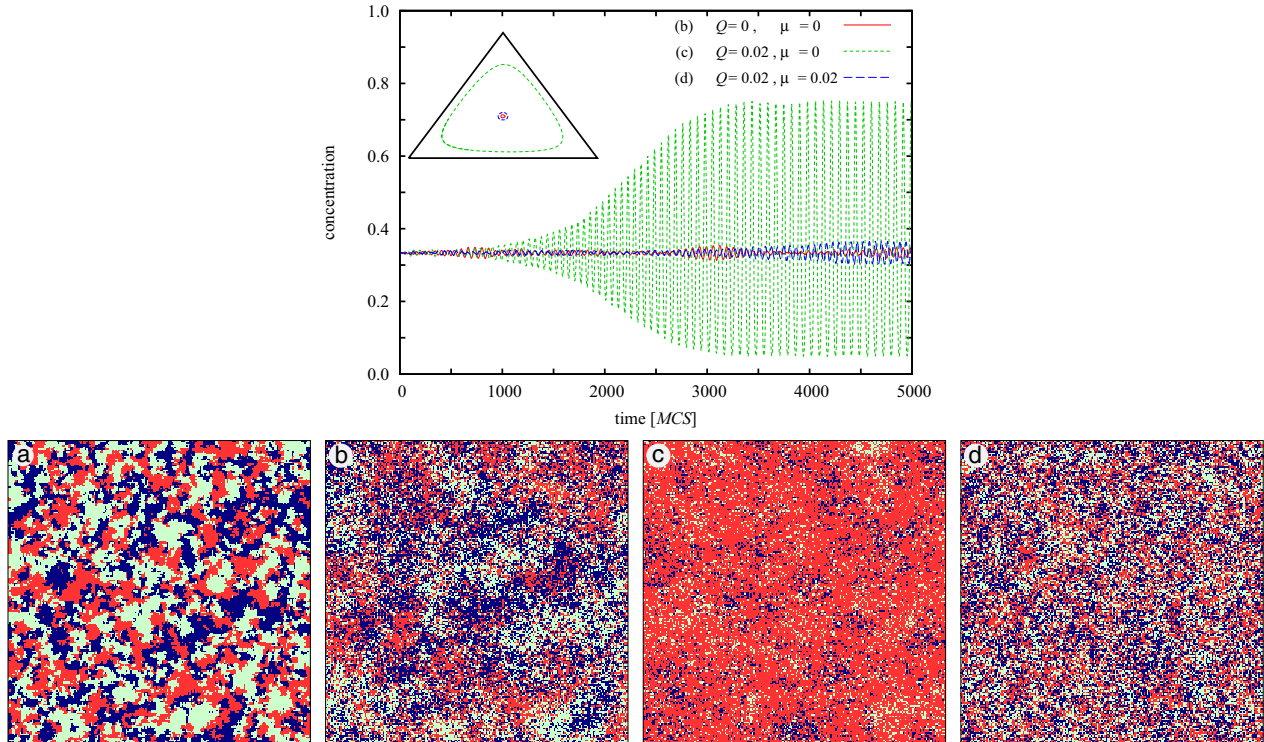 1.0
0.8
0.6
0.4
0.2
0.0
concentration
(b) Q= 0 , μ = 0
(c) Q= 0.02 , μ = 0
(d) Q= 0.02 , μ = 0.02
0 1000 2000 3000 4000 5000
time [MCS]
a b c d